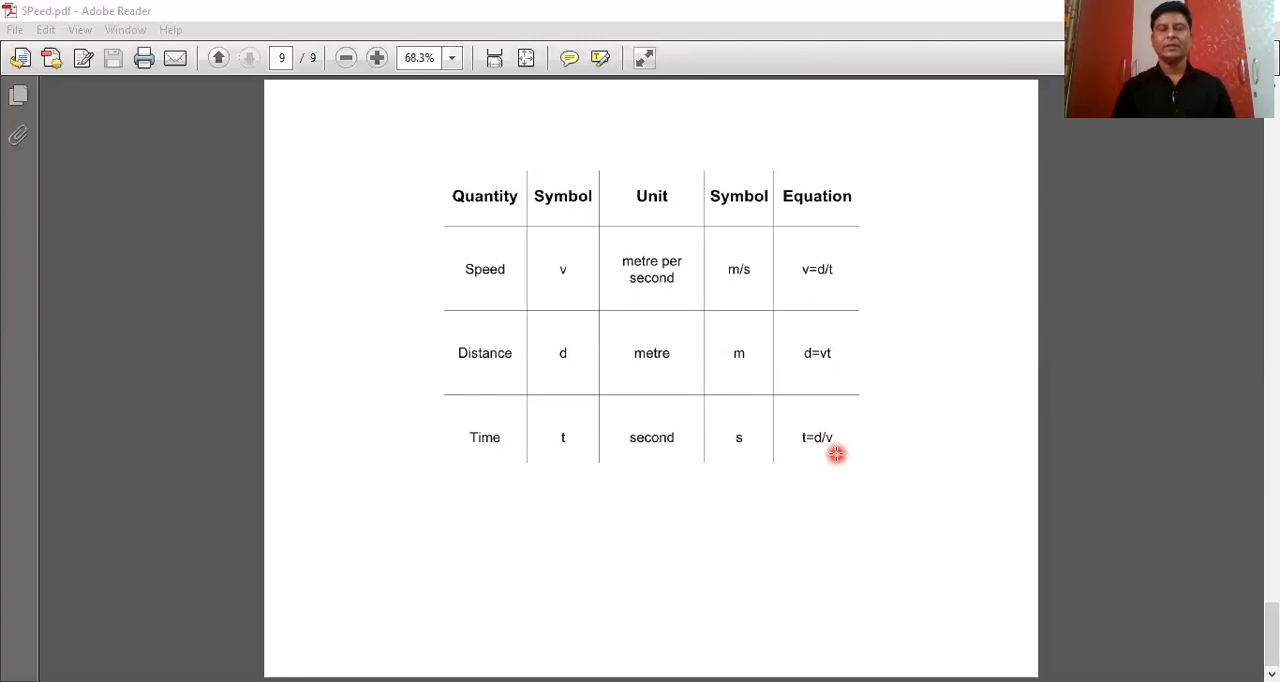 SPeed.pdf - Adobe Reader
File Edit View Window Help
9 / 9 68.3%
Quantity Symbol Unit Symbol Equation
Speed v metre per second m/s v=d/t
Distance d metre m d=vt
Time t second s t=d/v